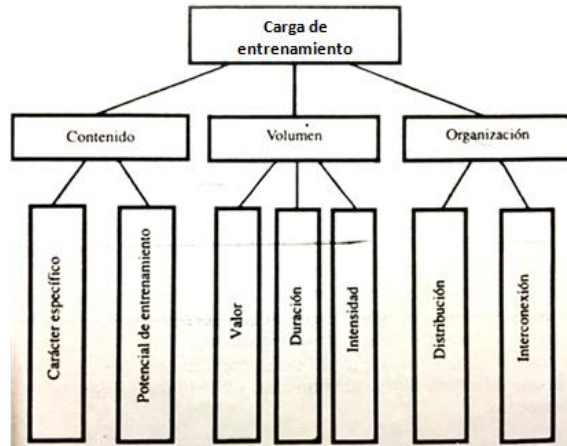 Carga de
entrenamiento
Contenido
Volumen
Organización
Carácter específico
Potencial de entrenamiento
Valor
Duración
Intensidad
Distribución
Interconexión